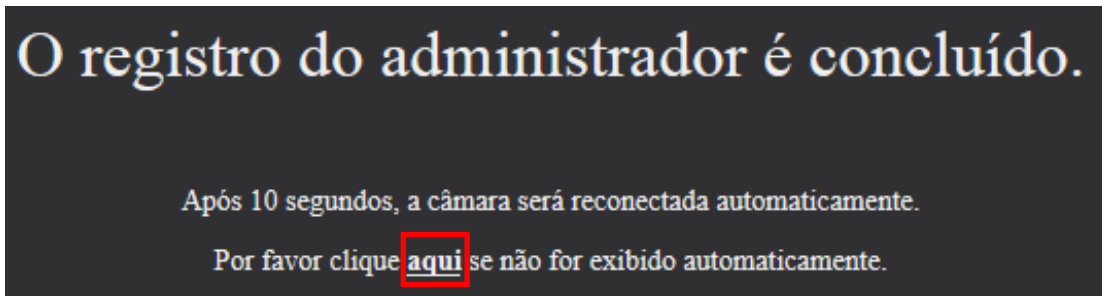 O registro do administrador é concluído.
Após 10 segundos, a câmara será reconectada automaticamente.
Por favor clique aqui se não for exibido automaticamente.